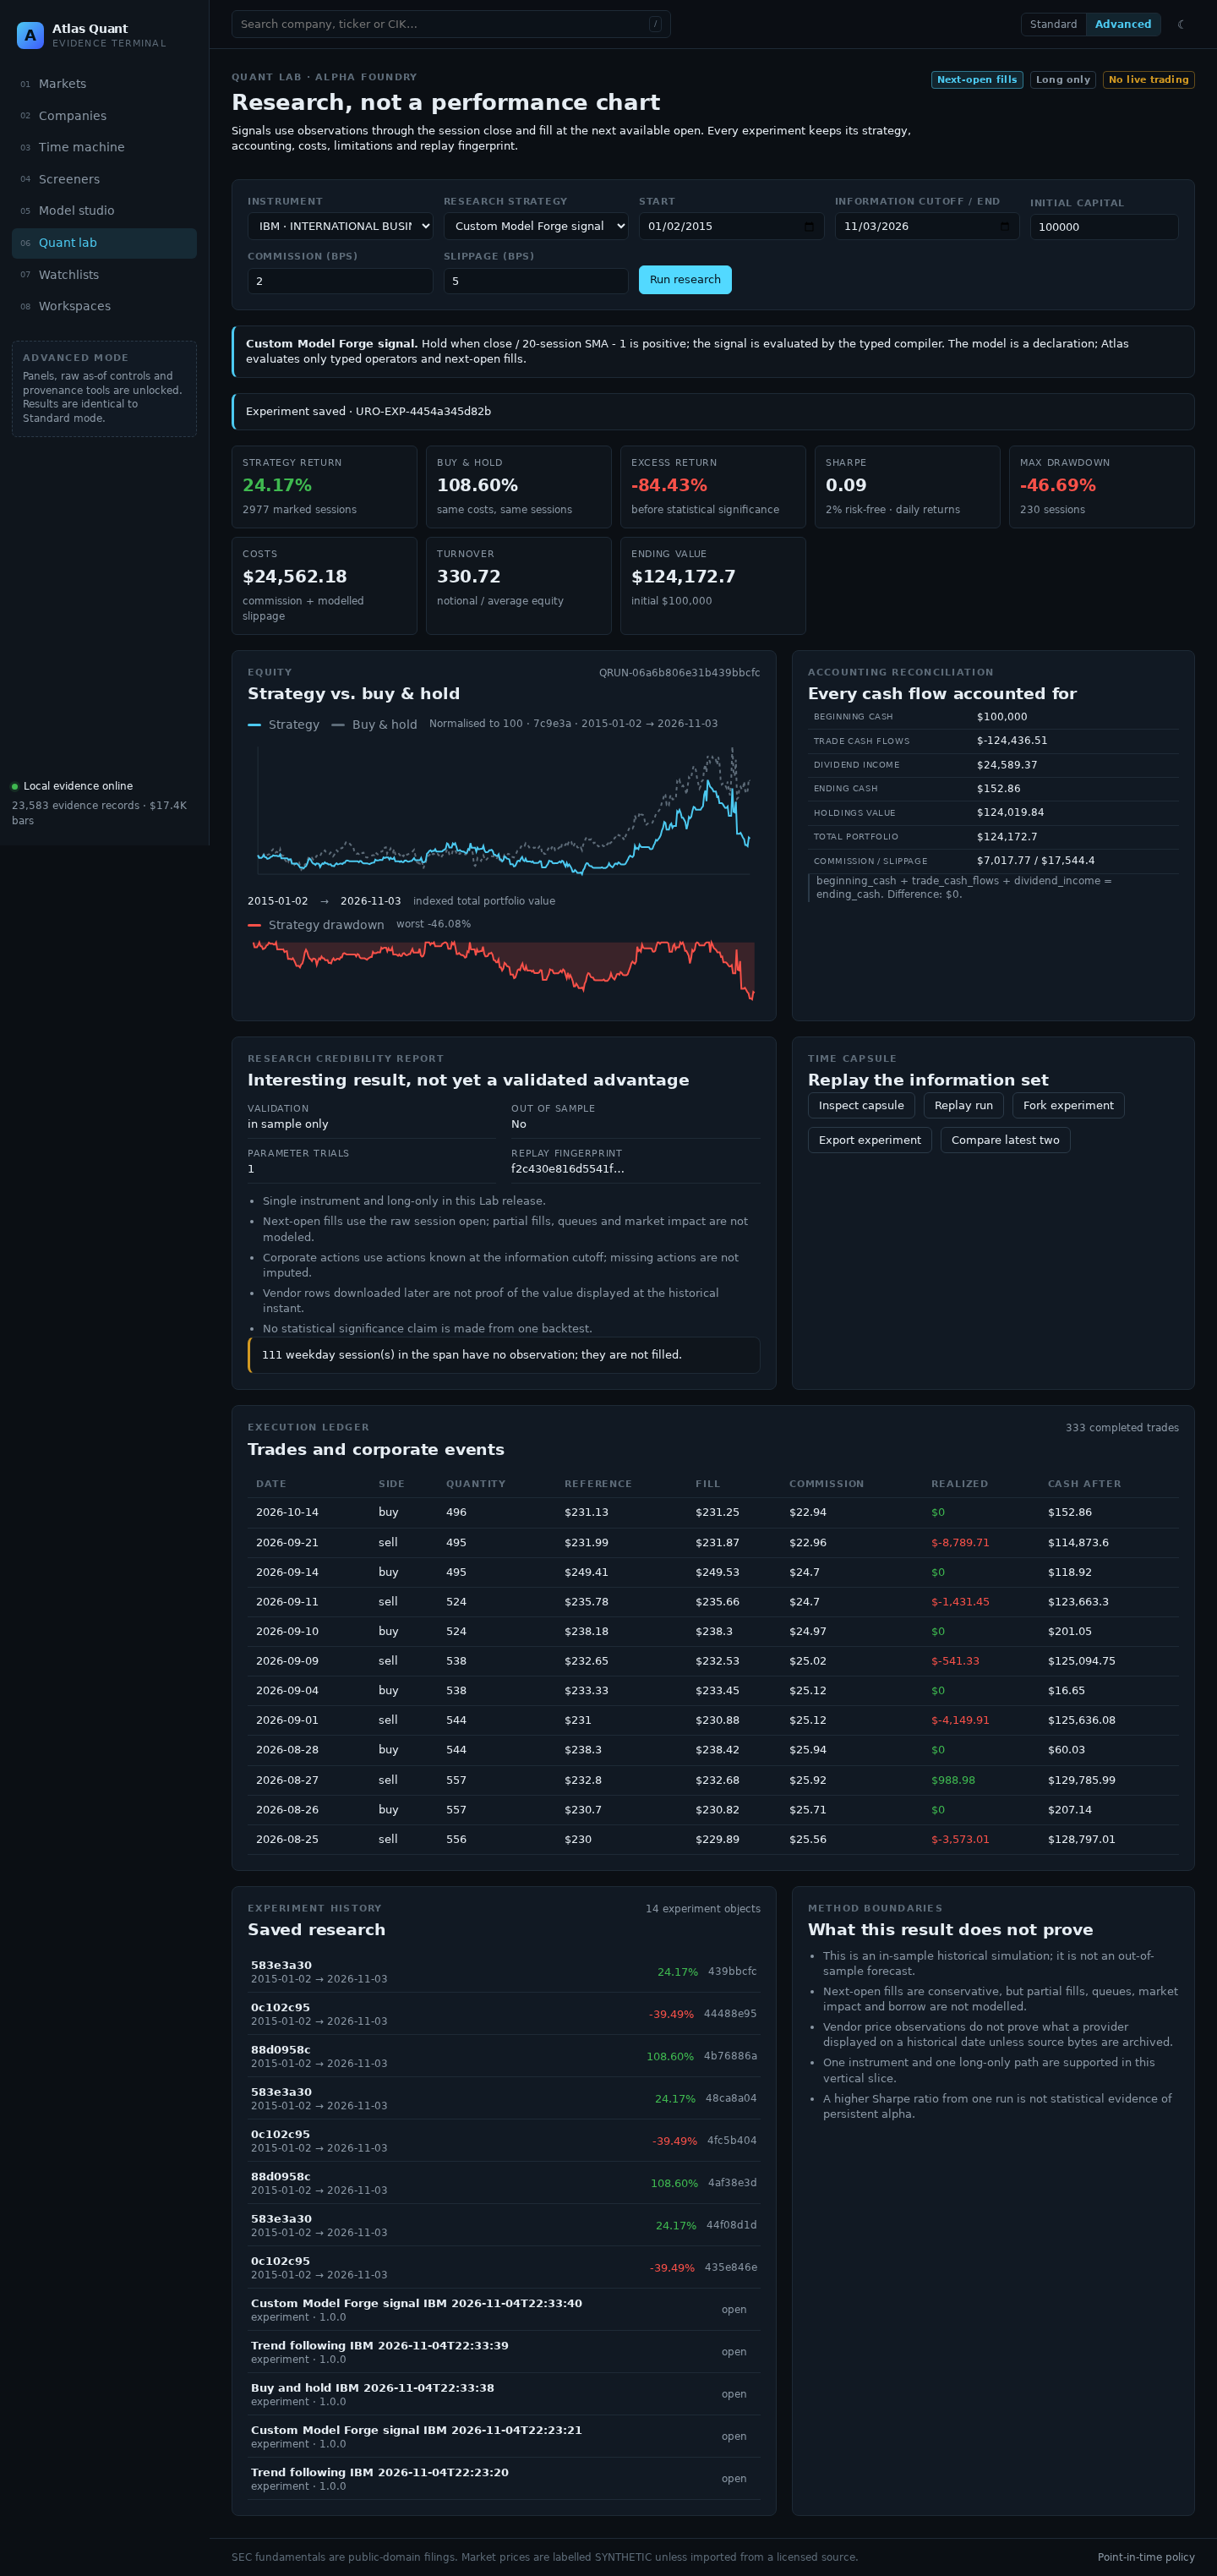 A
Atlas Quant
EVIDENCE TERMINAL
01 Markets
02 Companies
03 Time machine
04 Screeners
05 Model studio
06 Quant lab
07 Watchlists
08 Workspaces
ADVANCED MODE
Panels, raw as-of controls and
provenance tools are unlocked.
Results are identical to
Standard mode.
Local evidence online
23,583 evidence records · $17.4K
bars
Search company, ticker or CIK...
/
Standard Advanced ☾
QUANT LAB · ALPHA FOUNDRY
Next-open fills Long only No live trading
Research, not a performance chart
Signals use observations through the session close and fill at the next available open. Every experiment keeps its strategy,
accounting, costs, limitations and replay fingerprint.
INSTRUMENT RESEARCH STRATEGY START INFORMATION CUTOFF / END INITIAL CAPITAL
IBM · INTERNATIONAL BUSIN Custom Model Forge signal 01/02/2015 11/03/2026 100000
COMMISSION (BPS) SLIPPAGE (BPS)
2 5 Run research
Custom Model Forge signal. Hold when close / 20-session SMA - 1 is positive; the signal is evaluated by the typed compiler. The model is a declaration; Atlas
evaluates only typed operators and next-open fills.
Experiment saved · URO-EXP-4454a345d82b
STRATEGY RETURN
24.17%
2977 marked sessions
BUY & HOLD
108.60%
same costs, same sessions
EXCESS RETURN
-84.43%
before statistical significance
SHARPE
0.09
2% risk-free · daily returns
MAX DRAWDOWN
-46.69%
230 sessions
COSTS
$24,562.18
commission + modelled
slippage
TURNOVER
330.72
notional / average equity
ENDING VALUE
$124,172.7
initial $100,000
EQUITY QRUN-06a6b806e31b439bbcfc
Strategy vs. buy & hold
Strategy Buy & hold Normalised to 100 · 7c9e3a · 2015-01-02 → 2026-11-03
2015-01-02 → 2026-11-03 indexed total portfolio value
Strategy drawdown worst -46.08%
ACCOUNTING RECONCILIATION
Every cash flow accounted for
BEGINNING CASH $100,000
TRADE CASH FLOWS $-124,436.51
DIVIDEND INCOME $24,589.37
ENDING CASH $152.86
HOLDINGS VALUE $124,019.84
TOTAL PORTFOLIO $124,172.7
COMMISSION / SLIPPAGE $7,017.77 / $17,544.4
beginning_cash + trade_cash_flows + dividend_income =
ending_cash. Difference: $0.
RESEARCH CREDIBILITY REPORT
Interesting result, not yet a validated advantage
VALIDATION OUT OF SAMPLE
in sample only No
PARAMETER TRIALS REPLAY FINGERPRINT
1 f2c430e816d5541f...
• Single instrument and long-only in this Lab release.
• Next-open fills use the raw session open; partial fills, queues and market impact are not
modeled.
• Corporate actions use actions known at the information cutoff; missing actions are not
imputed.
• Vendor rows downloaded later are not proof of the value displayed at the historical
instant.
• No statistical significance claim is made from one backtest.
111 weekday session(s) in the span have no observation; they are not filled.
TIME CAPSULE
Replay the information set
Inspect capsule Replay run Fork experiment
Export experiment Compare latest two
EXECUTION LEDGER 333 completed trades
Trades and corporate events
DATE SIDE QUANTITY REFERENCE FILL COMMISSION REALIZED CASH AFTER
2026-10-14 buy 496 $231.13 $231.25 $22.94 $0 $152.86
2026-09-21 sell 495 $231.99 $231.87 $22.96 $-8,789.71 $114,873.6
2026-09-14 buy 495 $249.41 $249.53 $24.7 $0 $118.92
2026-09-11 sell 524 $235.78 $235.66 $24.7 $-1,431.45 $123,663.3
2026-09-10 buy 524 $238.18 $238.3 $24.97 $0 $201.05
2026-09-09 sell 538 $232.65 $232.53 $25.02 $-541.33 $125,094.75
2026-09-04 buy 538 $233.33 $233.45 $25.12 $0 $16.65
2026-09-01 sell 544 $231 $230.88 $25.12 $-4,149.91 $125,636.08
2026-08-28 buy 544 $238.3 $238.42 $25.94 $0 $60.03
2026-08-27 sell 557 $232.8 $232.68 $25.92 $988.98 $129,785.99
2026-08-26 buy 557 $230.7 $230.82 $25.71 $0 $207.14
2026-08-25 sell 556 $230 $229.89 $25.56 $-3,573.01 $128,797.01
EXPERIMENT HISTORY 14 experiment objects
Saved research
583e3a30
2015-01-02 → 2026-11-03 24.17% 439bbcfc
0c102c95
2015-01-02 → 2026-11-03 -39.49% 44488e95
88d0958c
2015-01-02 → 2026-11-03 108.60% 4b76886a
583e3a30
2015-01-02 → 2026-11-03 24.17% 48ca8a04
0c102c95
2015-01-02 → 2026-11-03 -39.49% 4fc5b404
88d0958c
2015-01-02 → 2026-11-03 108.60% 4af38e3d
583e3a30
2015-01-02 → 2026-11-03 24.17% 44f08d1d
0c102c95
2015-01-02 → 2026-11-03 -39.49% 435e846e
Custom Model Forge signal IBM 2026-11-04T22:33:40
experiment · 1.0.0 open
Trend following IBM 2026-11-04T22:33:39
experiment · 1.0.0 open
Buy and hold IBM 2026-11-04T22:33:38
experiment · 1.0.0 open
Custom Model Forge signal IBM 2026-11-04T22:23:21
experiment · 1.0.0 open
Trend following IBM 2026-11-04T22:23:20
experiment · 1.0.0 open
METHOD BOUNDARIES
What this result does not prove
• This is an in-sample historical simulation; it is not an out-of-
sample forecast.
• Next-open fills are conservative, but partial fills, queues, market
impact and borrow are not modelled.
• Vendor price observations do not prove what a provider
displayed on a historical date unless source bytes are archived.
• One instrument and one long-only path are supported in this
vertical slice.
• A higher Sharpe ratio from one run is not statistical evidence of
persistent alpha.
SEC fundamentals are public-domain filings. Market prices are labelled SYNTHETIC unless imported from a licensed source.
Point-in-time policy